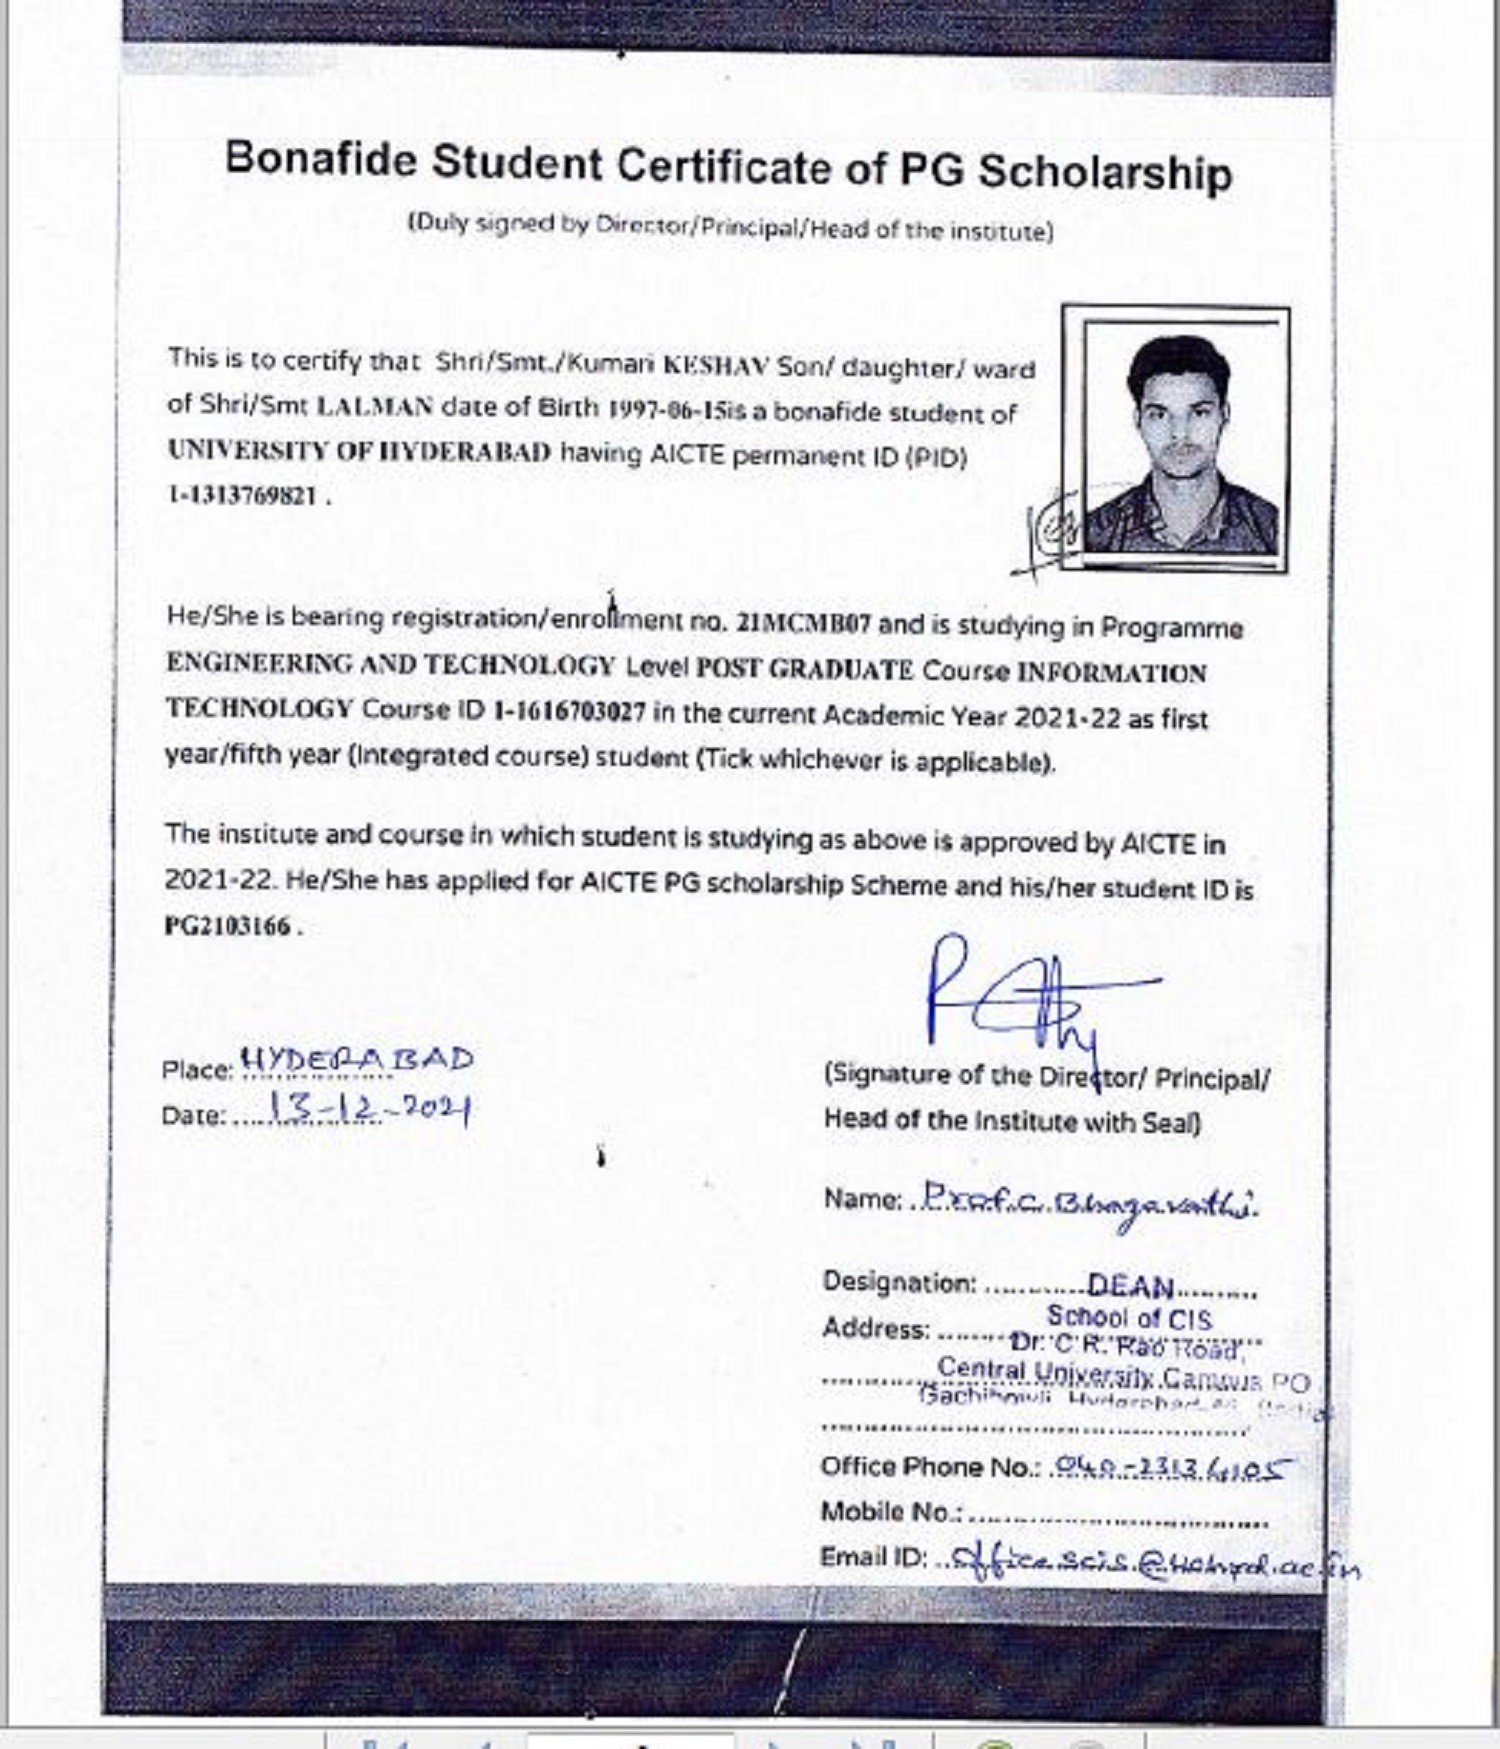 Bonafide Student Certificate of PG Scholarship
(Duly signed by Director/Principal/Head of the institute)
This is to certify that Shri/Smt./Kumari KESHAV Son/ daughter/ ward
of Shri/Smt LALMAN date of Birth 1997-06-15is a bonafide student of
UNIVERSITY OF HYDERABAD having AICTE permanent ID (PID)
1-1313769821 .
He/She is bearing registration/enrollment no. 21MCMB07 and is studying in Programme
ENGINEERING AND TECHNOLOGY Level POST GRADUATE Course INFORMATION
TECHNOLOGY Course ID 1-1616703027 in the current Academic Year 2021-22 as first
year/fifth year (Integrated course) student (Tick whichever is applicable).
The institute and course in which student is studying as above is approved by AICTE in
2021-22. He/She has applied for AICTE PG scholarship Scheme and his/her student ID is
PG2103166 .
Place: HYDERABAD
Date: 13-12-2021
(Signature of the Director/ Principal/
Head of the Institute with Seal)
Name: Prof.C. Bhagavathi.
Designation: DEAN
School of CIS
Address: Dr. C R. Rao Road,
Central University Campus PO
Office Phone No.: 040-23134105
Mobile No.:
Email ID: officescis@uohyd.ac.in